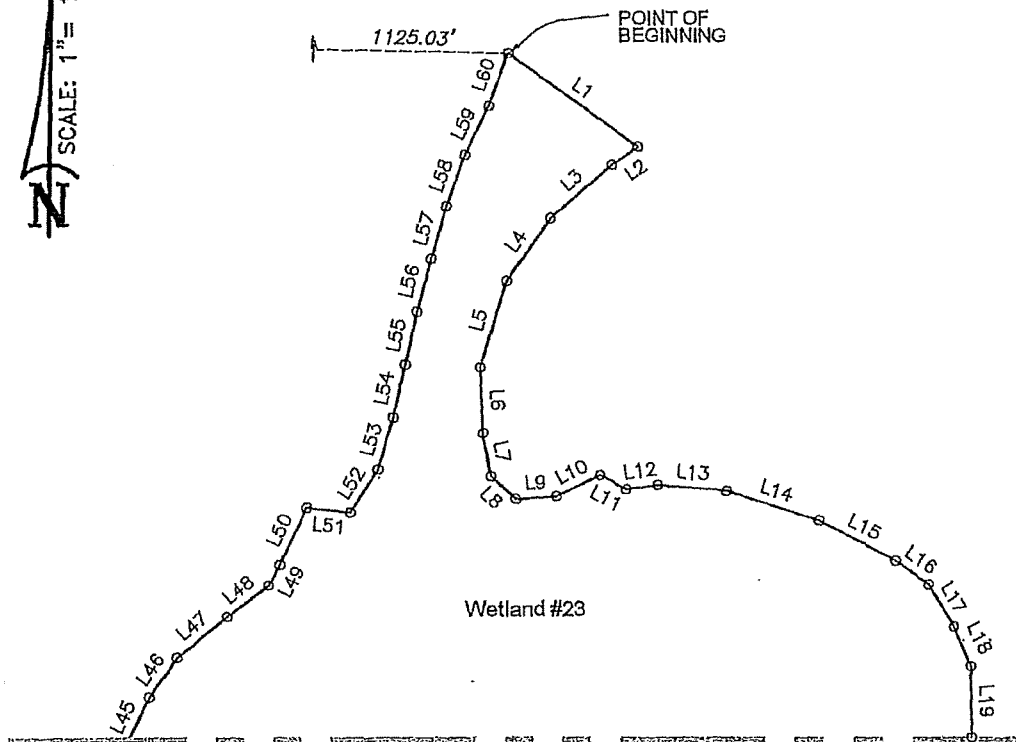 SCALE: 1"=
N
1125.03'
POINT OF
BEGINNING
L1
L2
L3
L4
L5
L6
L7
L8
L9
L10
L11
L12
L13
L14
L15
L16
L17
L18
L19
L60
L59
L58
L57
L56
L55
L54
L53
L52
L51
L50
L49
L48
L47
L46
L45
Wetland #23